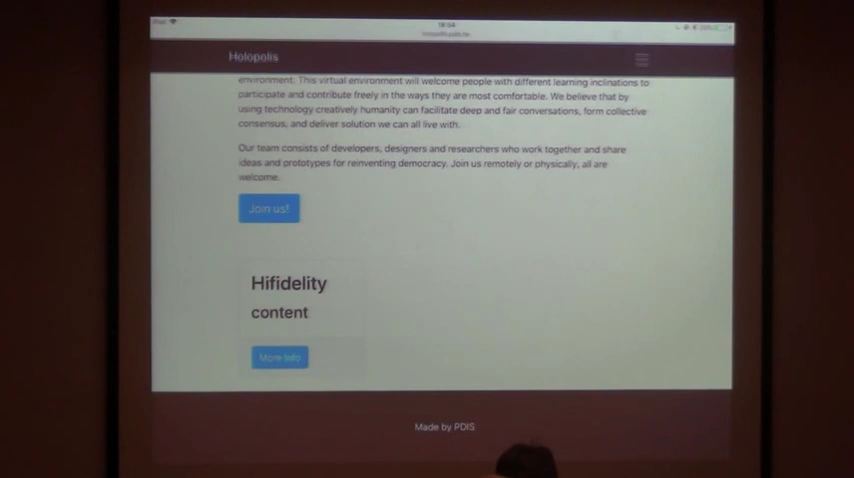 iPad
18:54
Holopolis
environment. This virtual environment will welcome people with different learning inclinations to
participate and contribute freely in the ways they are most comfortable. We believe that by
using technology creatively humanity can facilitate deep and fair conversations, form collective
consensus, and deliver solution we can all live with.
Our team consists of developers, designers and researchers who work together and share
ideas and prototypes for reinventing democracy. Join us remotely or physically, all are
welcome.
Join us!!
Hifidelity
content
More Info
Made by PDIS